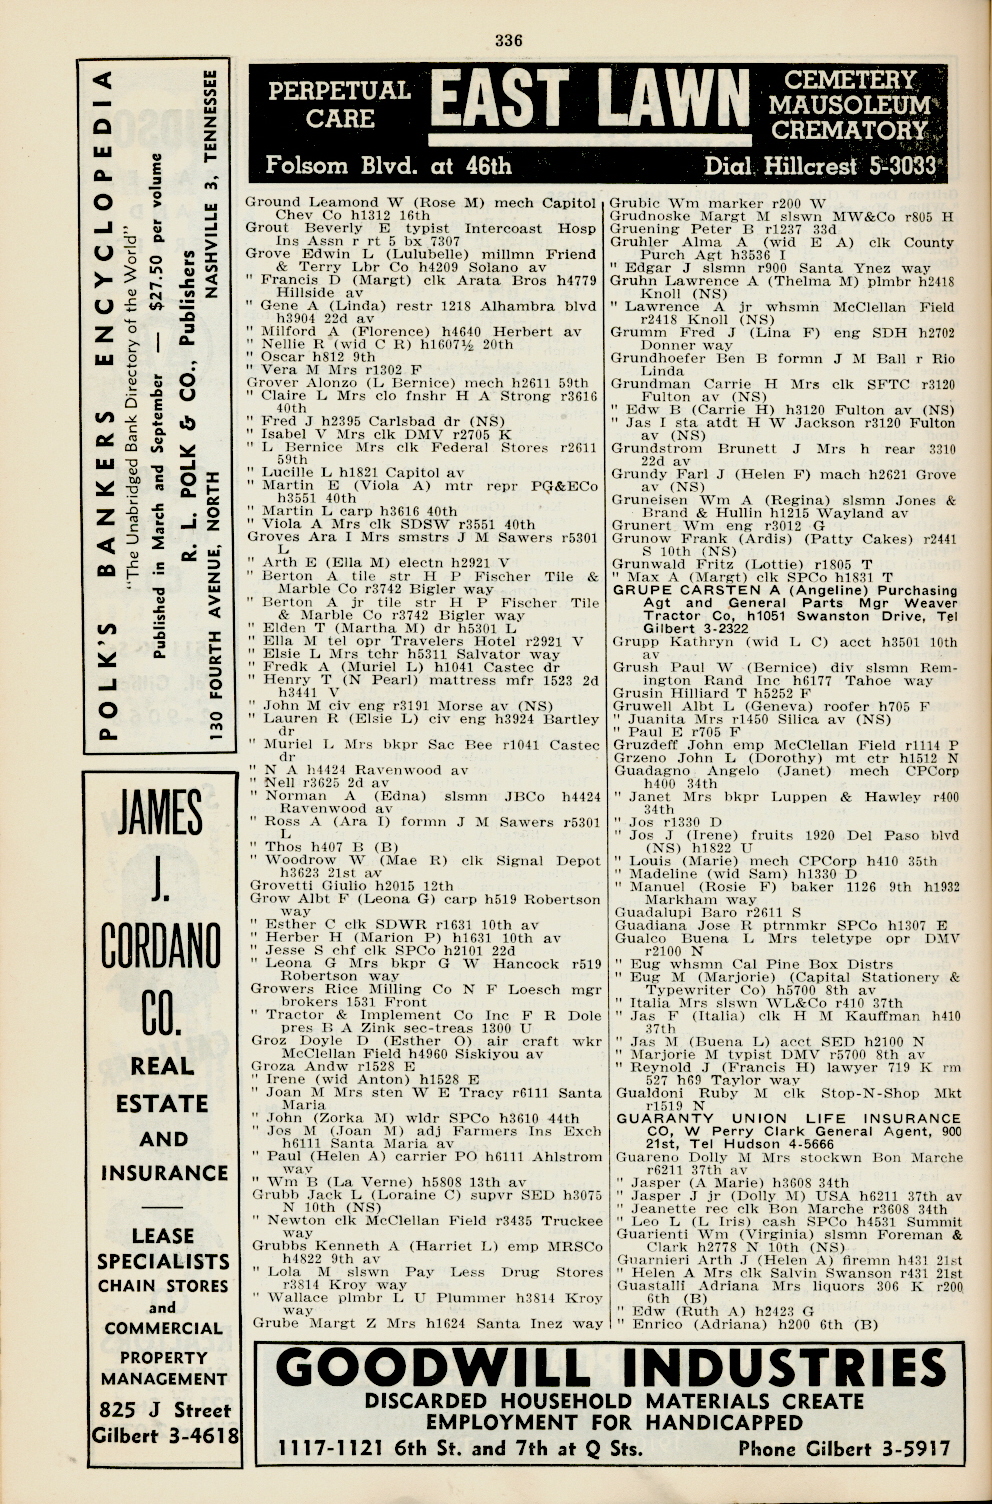 336
POLK'S BANKERS ENCYCLOPEDIA
"The Unabridged Bank Directory of the World"
Published in March and September — $27.50 per volume
R. L. POLK & CO., Publishers
130 FOURTH AVENUE, NORTH NASHVILLE 3, TENNESSEE
JAMES
J.
CORDANO
CO.
REAL
ESTATE
AND
INSURANCE
LEASE
SPECIALISTS
CHAIN STORES
and
COMMERCIAL
PROPERTY
MANAGEMENT
825 J Street
Gilbert 3-4618
PERPETUAL
CARE
EAST LAWN
CEMETERY
MAUSOLEUM
CREMATORY
Folsom Blvd. at 46th Dial Hillcrest 5-3033
Ground Leamond W (Rose M) mech Capitol
Chev Co h1312 16th
Grout Beverly E typist Intercoast Hosp
Ins Assn r rt 5 bx 7307
Grove Edwin L (Lulubelle) millmn Friend
& Terry Lbr Co h4209 Solano av
" Francis D (Margt) clk Arata Bros h4779
Hillside av
" Gene A (Linda) restr 1218 Alhambra blvd
h3904 22d av
" Milford A (Florence) h4640 Herbert av
" Nellie R (wid C R) h1607½ 20th
" Oscar h812 9th
" Vera M Mrs r1302 F
Grover Alonzo (L Bernice) mech h2611 59th
" Claire L Mrs clo fnshr H A Strong r3616
40th
" Fred J h2395 Carlsbad dr (NS)
" Isabel V Mrs clk DMV r2705 K
" L Bernice Mrs clk Federal Stores r2611
59th
" Lucille L h1821 Capitol av
" Martin E (Viola A) mtr repr PG&ECo
h3551 40th
" Martin L carp h3616 40th
" Viola A Mrs clk SDSW r3551 40th
Groves Ara I Mrs smstrs J M Sawers r5301
L
" Arth E (Ella M) electn h2921 V
" Berton A tile str H P Fischer Tile &
Marble Co r3742 Bigler way
" Berton A jr tile str H P Fischer Tile
& Marble Co r3742 Bigler way
" Elden T (Martha M) dr h5301 L
" Ella M tel opr Travelers Hotel r2921 V
" Elsie L Mrs tchr h5311 Salvator way
" Fredk A (Muriel L) h1041 Castec dr
" Henry T (N Pearl) mattress mfr 1523 2d
h3441 V
" John M civ eng r3191 Morse av (NS)
" Lauren R (Elsie L) civ eng h3924 Bartley
dr
" Muriel L Mrs bkpr Sac Bee r1041 Castec
dr
" N A h4424 Ravenwood av
" Nell r3625 2d av
" Norman A (Edna) slsmn JBCo h4424
Ravenwood av
" Ross A (Ara I) formn J M Sawers r5301
L
" Thos h407 B (B)
" Woodrow W (Mae R) clk Signal Depot
h3623 21st av
Grovetti Giulio h2015 12th
Grow Albt F (Leona G) carp h519 Robertson
way
" Esther C clk SDWR r1631 10th av
" Herber H (Marion P) h1631 10th av
" Jesse S chf clk SPCo h2101 22d
" Leona G Mrs bkpr G W Hancock r519
Robertson way
Growers Rice Milling Co N F Loesch mgr
brokers 1531 Front
" Tractor & Implement Co Inc F R Dole
pres B A Zink sec-treas 1300 U
Groz Doyle D (Esther O) air craft wkr
McClellan Field h4960 Siskiyou av
Groza Andw r1528 E
" Irene (wid Anton) h1528 E
" Joan M Mrs sten W E Tracy r6111 Santa
Maria
" John (Zorka M) wldr SPCo h3610 44th
" Jos M (Joan M) adj Farmers Ins Exch
h6111 Santa Maria av
" Paul (Helen A) carrier PO h6111 Ahlstrom
way
" Wm B (La Verne) h5808 13th av
Grubb Jack L (Loraine C) supvr SED h3075
N 10th (NS)
" Newton clk McClellan Field r3435 Truckee
way
Grubbs Kenneth A (Harriet L) emp MRSCo
h4822 9th av
" Lola M slswn Pay Less Drug Stores
r3814 Kroy way
" Wallace plmbr L U Plummer h3814 Kroy
way
Grube Margt Z Mrs h1624 Santa Inez way
Grubic Wm marker r200 W
Grudnoske Margt M slswn MW&Co r805 H
Gruening Peter B r1237 33d
Gruhler Alma A (wid E A) clk County
Purch Agt h3536 I
" Edgar J slsmn r900 Santa Ynez way
Gruhn Lawrence A (Thelma M) plmbr h2418
Knoll (NS)
" Lawrence A jr whsmn McClellan Field
r2418 Knoll (NS)
Grumm Fred J (Lina F) eng SDH h2702
Donner way
Grundhoefer Ben B formn J M Ball r Rio
Linda
Grundman Carrie H Mrs clk SFTC r3120
Fulton av (NS)
" Edw B (Carrie H) h3120 Fulton av (NS)
" Jas I sta atdt H W Jackson r3120 Fulton
av (NS)
Grundstrom Brunett J Mrs h rear 3310
22d av
Grundy Farl J (Helen F) mach h2621 Grove
av (NS)
Gruneisen Wm A (Regina) slsmn Jones &
Brand & Hullin h1215 Wayland av
Grunert Wm eng r3012 G
Grunow Frank (Ardis) (Patty Cakes) r2441
S 10th (NS)
Grunwald Fritz (Lottie) r1805 T
" Max A (Margt) clk SPCo h1831 T
GRUPE CARSTEN A (Angeline) Purchasing
Agt and General Parts Mgr Weaver
Tractor Co, h1051 Swanston Drive, Tel
Gilbert 3-2322
Grupp Kathryn (wid L C) acct h3501 10th
av
Grush Paul W (Bernice) div slsmn Rem-
ington Rand Inc h6177 Tahoe way
Grusin Hilliard T h5252 F
Gruwell Albt L (Geneva) roofer h705 F
" Juanita Mrs r1450 Silica av (NS)
" Paul E r705 F
Gruzdeff John emp McClellan Field r1114 P
Grzeno John L (Dorothy) mt ctr h1512 N
Guadagno Angelo (Janet) mech CPCorp
h400 34th
" Janet Mrs bkpr Luppen & Hawley r400
34th
" Jos r1330 D
" Jos J (Irene) fruits 1920 Del Paso blvd
(NS) h1822 U
" Louis (Marie) mech CPCorp h410 35th
" Madeline (wid Sam) h1330 D
" Manuel (Rosie F) baker 1126 9th h1932
Markham way
Guadalupi Baro r2611 S
Guadiana Jose R ptrnmkr SPCo h1307 E
Gualco Buena L Mrs teletype opr DMV
r2100 N
" Eug whsmn Cal Pine Box Distrs
" Eug M (Marjorie) (Capital Stationery &
Typewriter Co) h5700 8th av
" Italia Mrs slswn WL&Co r410 37th
" Jas F (Italia) clk H M Kauffman h410
37th
" Jas M (Buena L) acct SED h2100 N
" Marjorie M typist DMV r5700 8th av
" Reynold J (Francis H) lawyer 719 K rm
527 h69 Taylor way
Gualdoni Ruby M clk Stop-N-Shop Mkt
r1519 N
GUARANTY UNION LIFE INSURANCE
CO, W Perry Clark General Agent, 900
21st, Tel Hudson 4-5666
Guareno Dolly M Mrs stockwn Bon Marche
r6211 37th av
" Jasper (A Marie) h3608 34th
" Jasper J jr (Dolly M) USA h6211 37th av
" Jeanette rec clk Bon Marche r3608 34th
" Leo L (L Iris) cash SPCo h4531 Summit
Guarienti Wm (Virginia) slsmn Foreman &
Clark h2778 N 10th (NS)
Guarnieri Arth J (Helen A) firemn h431 21st
" Helen A Mrs clk Salvin Swanson r431 21st
Guastalli Adriana Mrs liquors 306 K r200
6th (B)
" Edw (Ruth A) h2423 G
" Enrico (Adriana) h200 6th (B)
GOODWILL INDUSTRIES
DISCARDED HOUSEHOLD MATERIALS CREATE
EMPLOYMENT FOR HANDICAPPED
1117-1121 6th St. and 7th at Q Sts. Phone Gilbert 3-5917